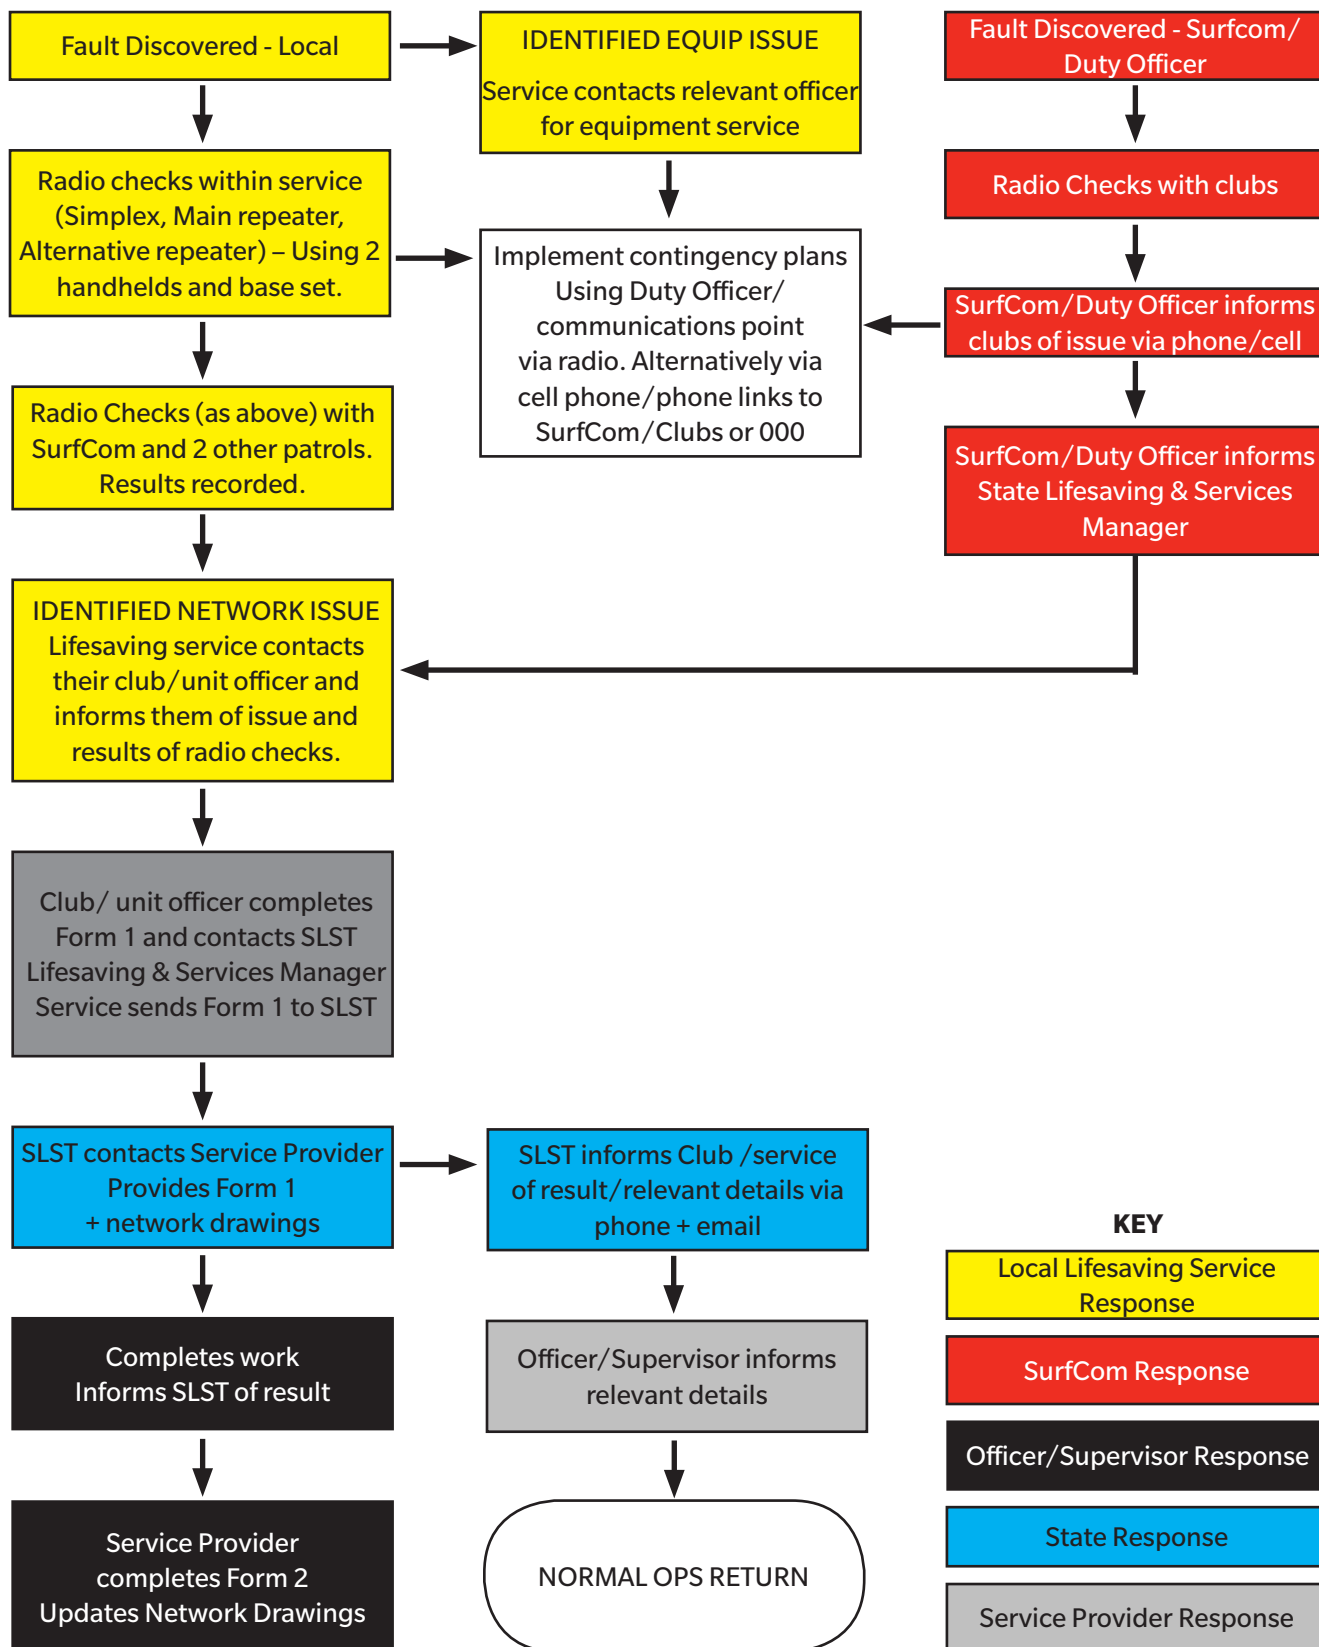 Fault Discovered - Local
IDENTIFIED EQUIP ISSUE
Service contacts relevant officer
for equipment service
Fault Discovered - Surfcom/
Duty Officer
Radio checks within service
(Simplex, Main repeater,
Alternative repeater) – Using 2
handhelds and base set.
Radio Checks with clubs
Implement contingency plans
Using Duty Officer/
communications point
via radio. Alternatively via
cell phone/phone links to
SurfCom/Clubs or 000
SurfCom/Duty Officer informs
clubs of issue via phone/cell
Radio Checks (as above) with
SurfCom and 2 other patrols.
Results recorded.
SurfCom/Duty Officer informs
State Lifesaving & Services
Manager
IDENTIFIED NETWORK ISSUE
Lifesaving service contacts
their club/unit officer and
informs them of issue and
results of radio checks.
Club/ unit officer completes
Form 1 and contacts SLST
Lifesaving & Services Manager
Service sends Form 1 to SLST
SLST contacts Service Provider
Provides Form 1
+ network drawings
SLST informs Club /service
of result/relevant details via
phone + email
Completes work
Informs SLST of result
Officer/Supervisor informs
relevant details
Service Provider
completes Form 2
Updates Network Drawings
NORMAL OPS RETURN
KEY
Local Lifesaving Service
Response
SurfCom Response
Officer/Supervisor Response
State Response
Service Provider Response